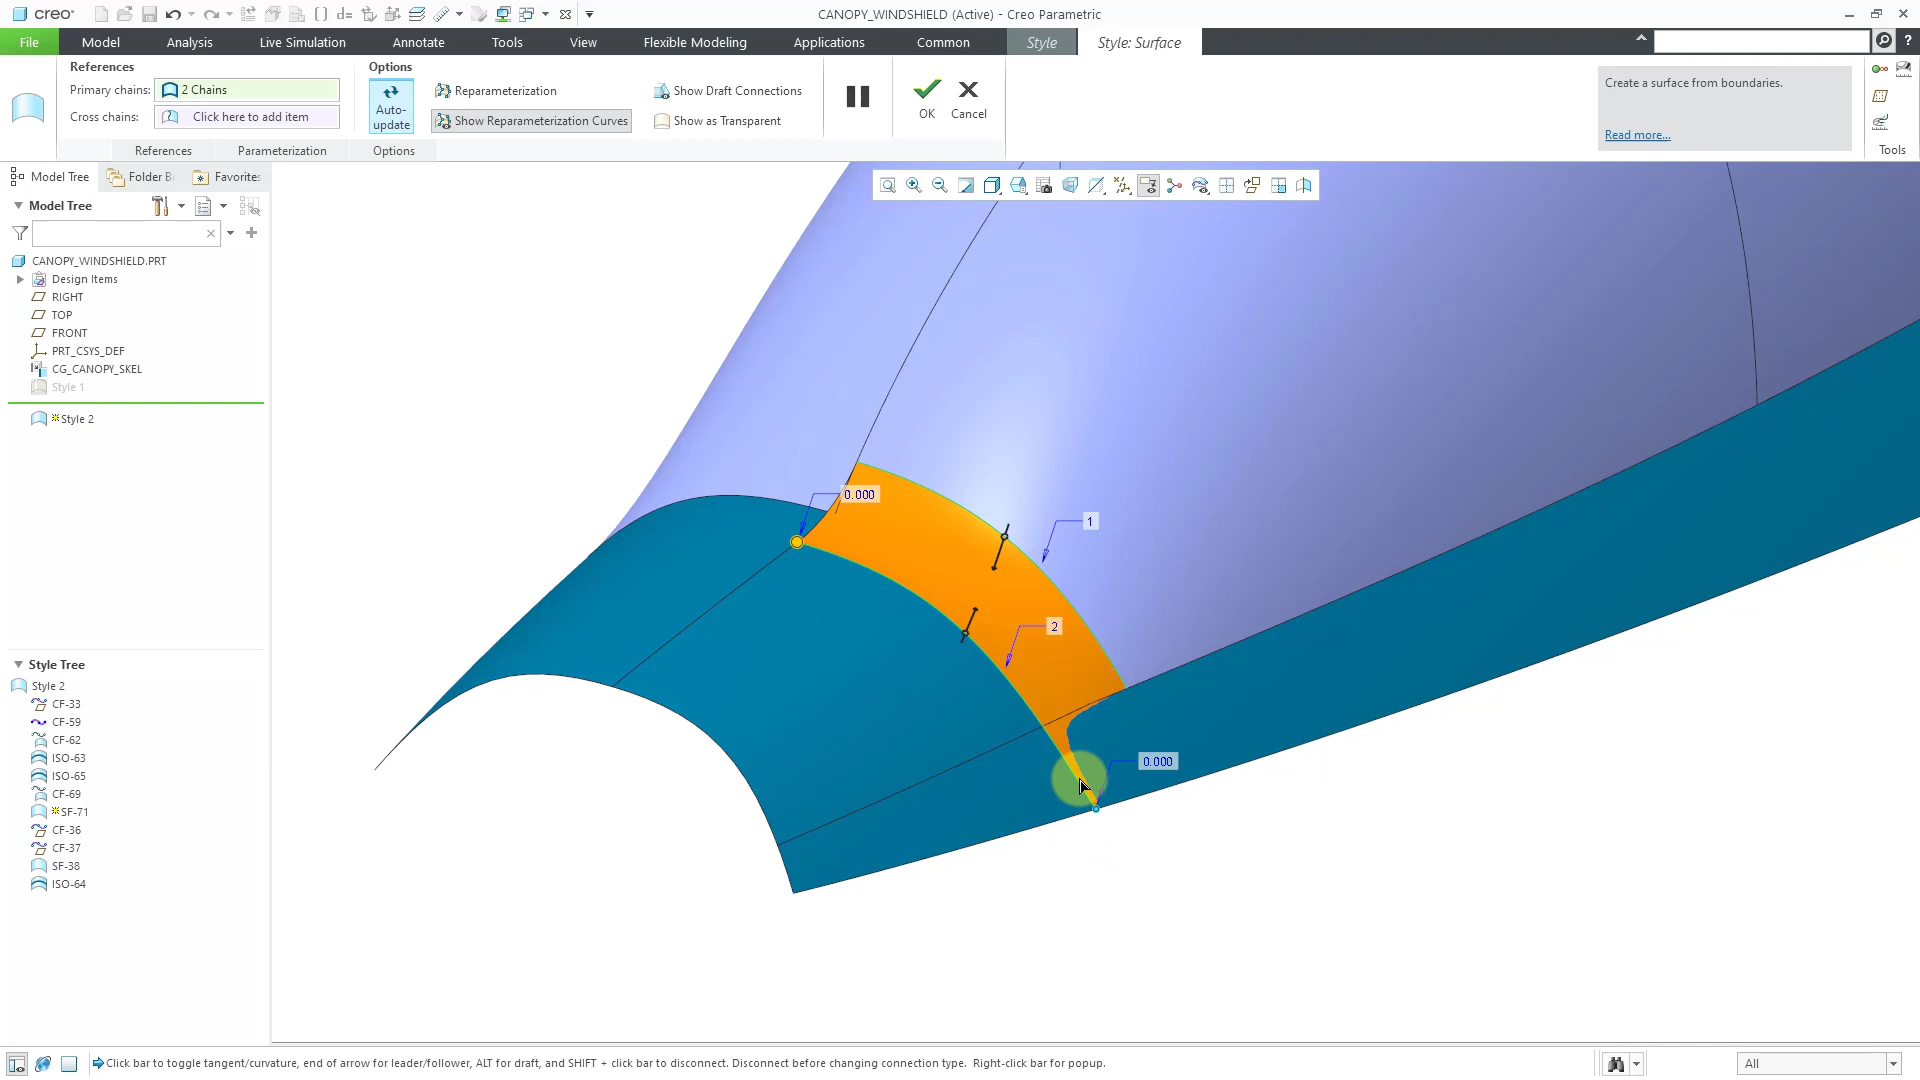 creo
CANOPY_WINDSHIELD (Active) - Creo Parametric
File
Model
Analysis
Live Simulation
Annotate
Tools
View
Flexible Modeling
Applications
Common
Style
Style: Surface
References
Primary chains:
2 Chains
Cross chains:
Click here to add item
Options
Auto-
update
Reparameterization
Show Reparameterization Curves
Show Draft Connections
Show as Transparent
OK
Cancel
Create a surface from boundaries.
Read more...
Tools
References
Parameterization
Options
Model Tree
Folder B
Favorites
Model Tree
CANOPY_WINDSHIELD.PRT
Design Items
RIGHT
TOP
FRONT
PRT_CSYS_DEF
CG_CANOPY_SKEL
Style 1
Style 2
Style Tree
Style 2
CF-33
CF-59
CF-62
ISO-63
ISO-65
CF-69
SF-71
CF-36
CF-37
SF-38
ISO-64
0.000
1
2
0.000
Click bar to toggle tangent/curvature, end of arrow for leader/follower, ALT for draft, and SHIFT + click bar to disconnect. Disconnect before changing connection type. Right-click bar for popup.
All